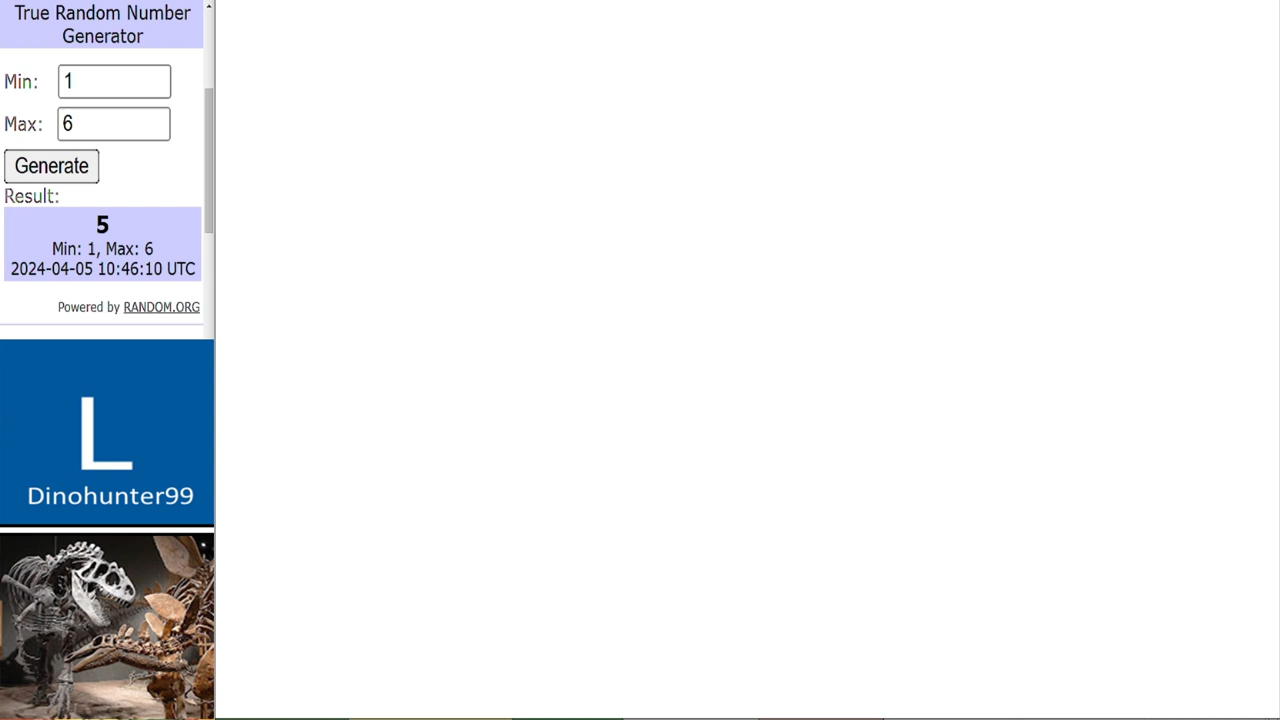 True Random Number
Generator
Min: 1
Max: 6
Generate
Result:
5
Min: 1, Max: 6
2024-04-05 10:46:10 UTC
Powered by RANDOM.ORG
L
Dinohunter99